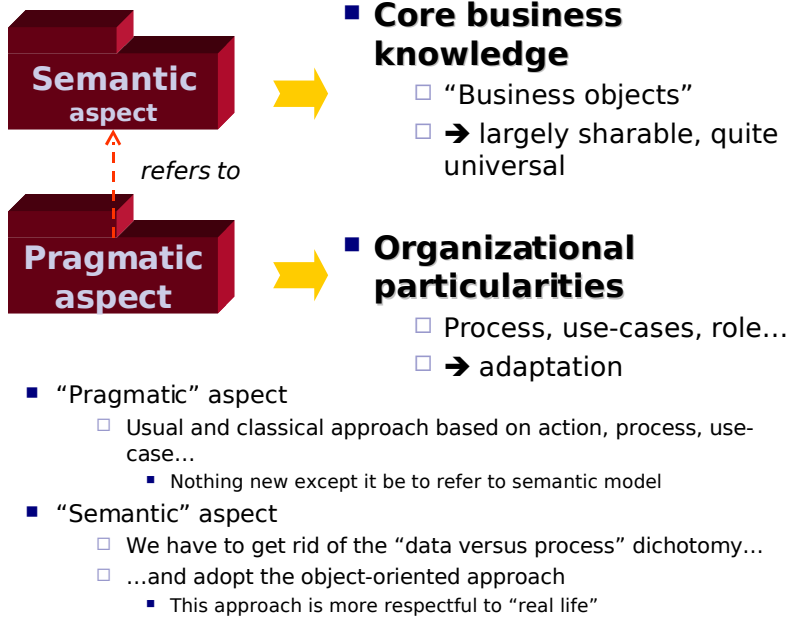 Semantic
aspect
Core business
knowledge
“Business objects”
➔ largely sharable, quite
universal
refers to
Pragmatic
aspect
Organizational
particularities
Process, use-cases, role…
➔ adaptation
“Pragmatic” aspect
Usual and classical approach based on action, process, use-
case…
Nothing new except it be to refer to semantic model
“Semantic” aspect
We have to get rid of the “data versus process” dichotomy…
…and adopt the object-oriented approach
This approach is more respectful to “real life”